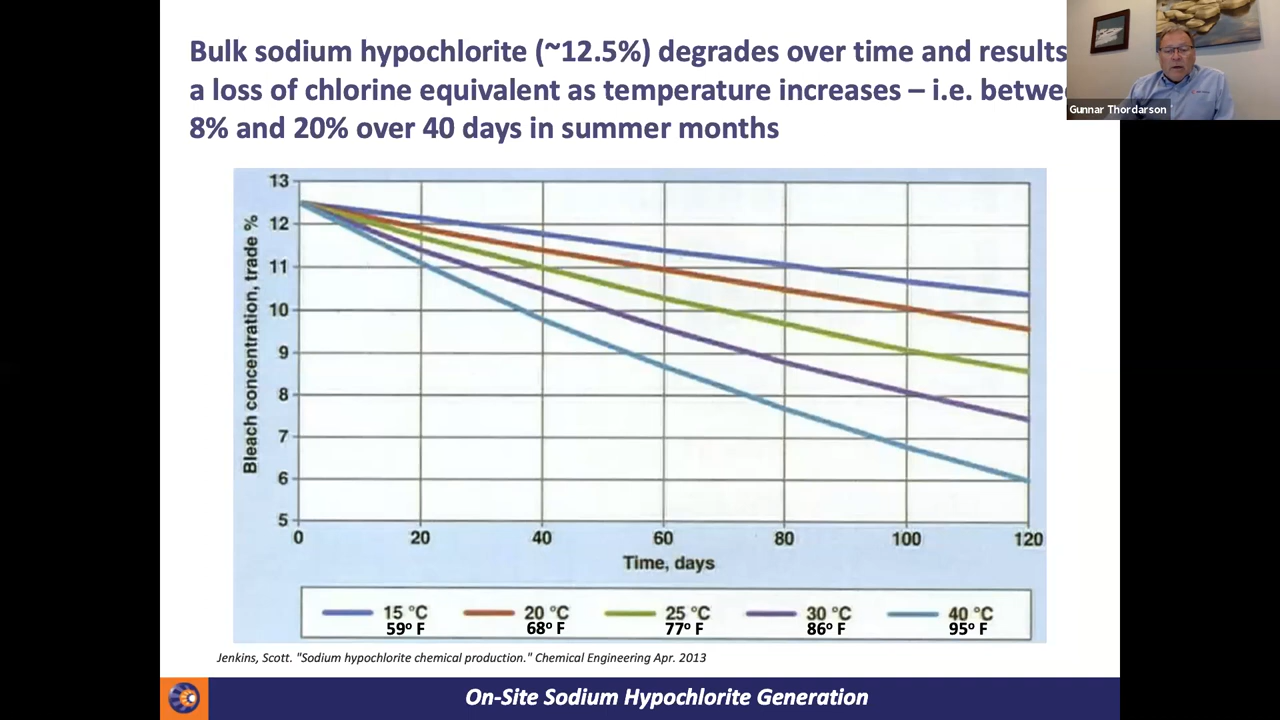 Bulk sodium hypochlorite (~12.5%) degrades over time and results
a loss of chlorine equivalent as temperature increases – i.e.
8% and 20% over 40 days in summer months
Gunnar Thordarson
Bleach concentration, trade %
13
12
11
10
9
8
7
6
5
0 20 40 60 80 100 120
Time, days
15 °C 20 °C 25 °C 30 °C 40 °C
59º F 68º F 77º F 86º F 95º F
Jenkins, Scott. "Sodium hypochlorite chemical production." Chemical Engineering Apr. 2013
On-Site Sodium Hypochlorite Generation